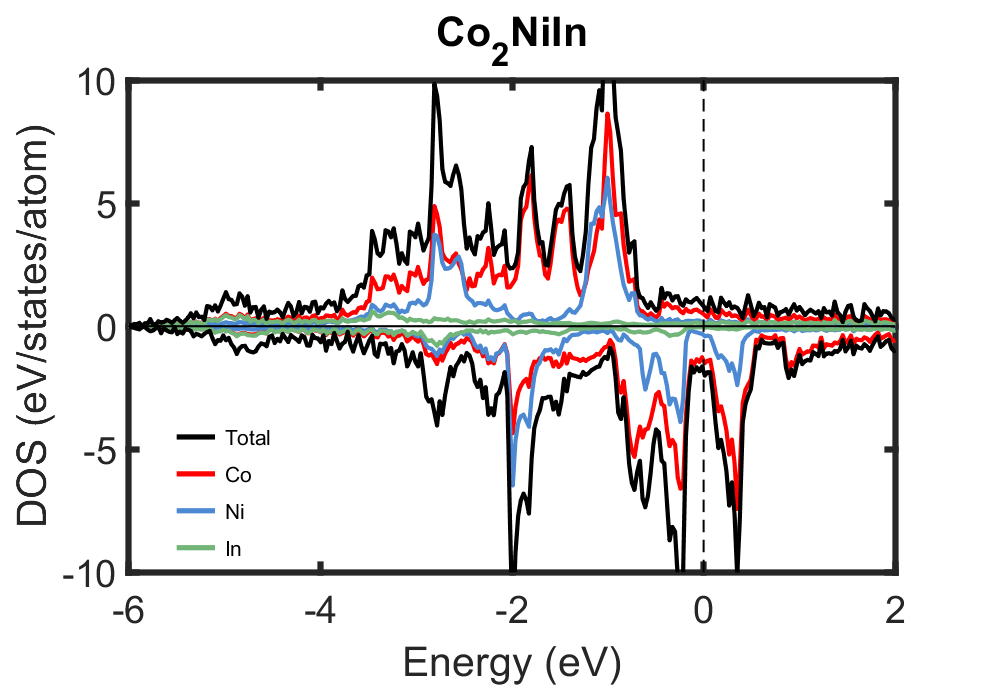 Co₂NiIn
DOS (eV/states/atom)
10
5
0
-5
-10
Total
Co
Ni
In
-6 -4 -2 0 2
Energy (eV)